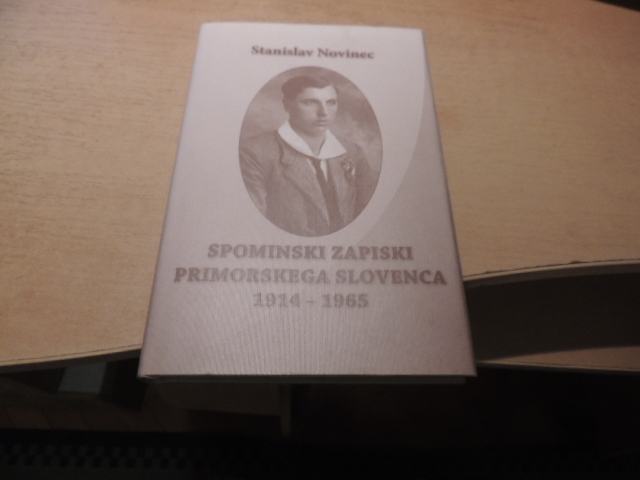 Stanislav Novinec
SPOMINSKI ZAPISKI
PRIMORSKEGA SLOVENCA
1914 - 1965